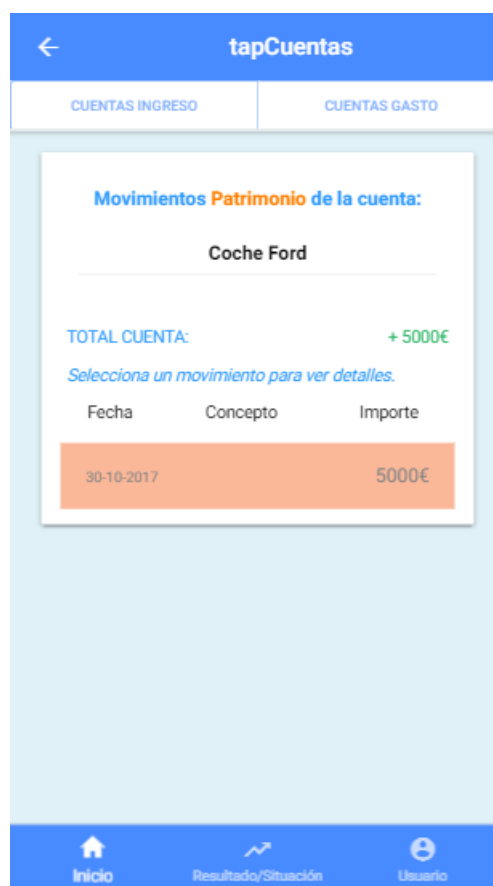 tapCuentas
CUENTAS INGRESO CUENTAS GASTO
Movimientos Patrimonio de la cuenta:
Coche Ford
TOTAL CUENTA: + 5000€
Selecciona un movimiento para ver detalles.
Fecha Concepto Importe
30-10-2017 5000€
Inicio Resultado/Situación Usuario